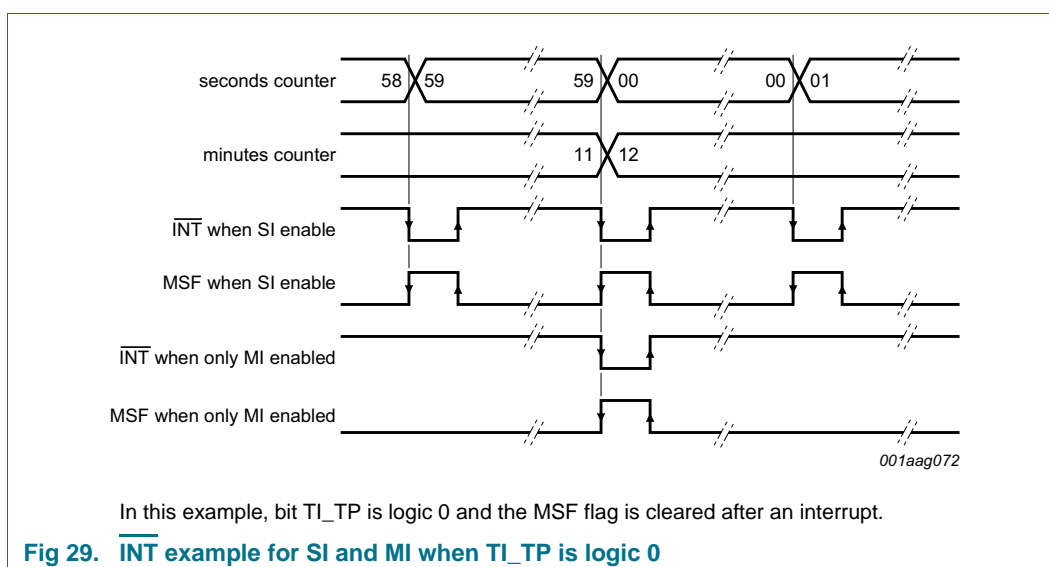 seconds counter 58 59 59 00 00 01
minutes counter 11 12
INT when SI enable
MSF when SI enable
INT when only MI enabled
MSF when only MI enabled
001aag072
In this example, bit TI_TP is logic 0 and the MSF flag is cleared after an interrupt.
Fig 29. INT example for SI and MI when TI_TP is logic 0